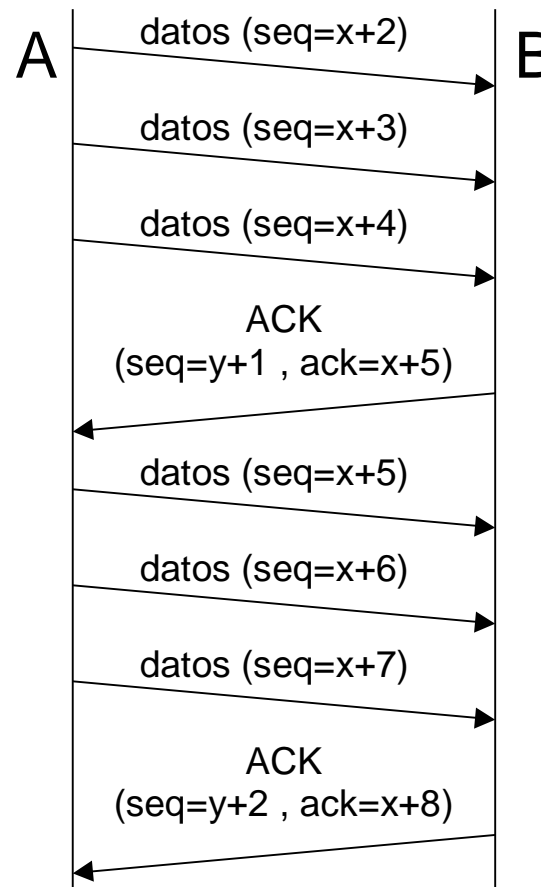 datos (seq=x+2)
A
B
datos (seq=x+3)
datos (seq=x+4)
ACK
(seq=y+1 , ack=x+5)
datos (seq=x+5)
datos (seq=x+6)
datos (seq=x+7)
ACK
(seq=y+2 , ack=x+8)